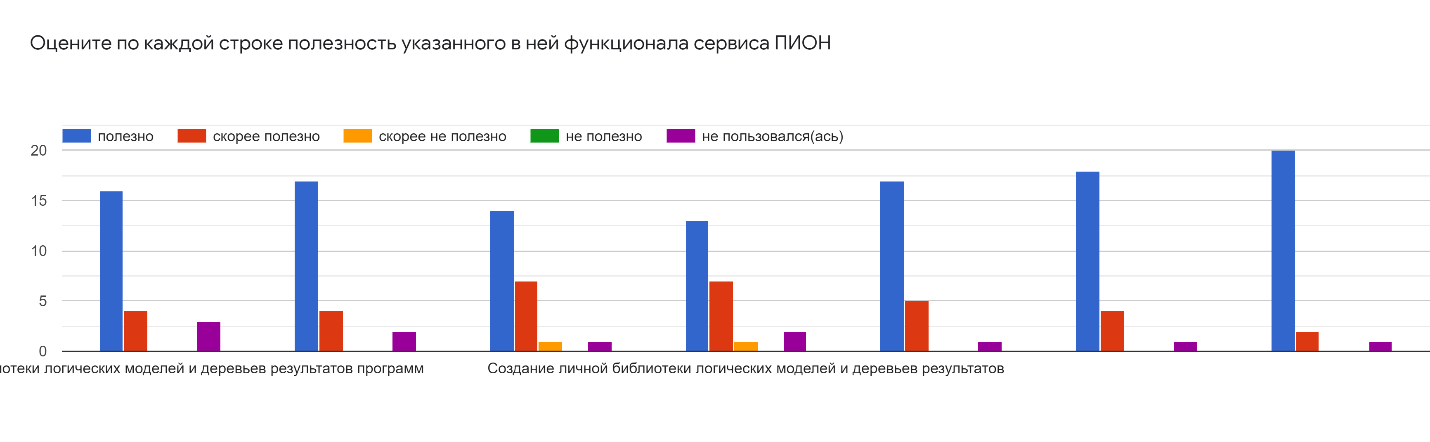 Оцените по каждой строке полезность указанного в ней функционала сервиса ПИОН
полезно скорее полезно скорее не полезно не полезно не пользовался(ась)
20
15
10
5
0
логических моделей и деревьев результатов программ Создание личной библиотеки логических моделей и деревьев результатов